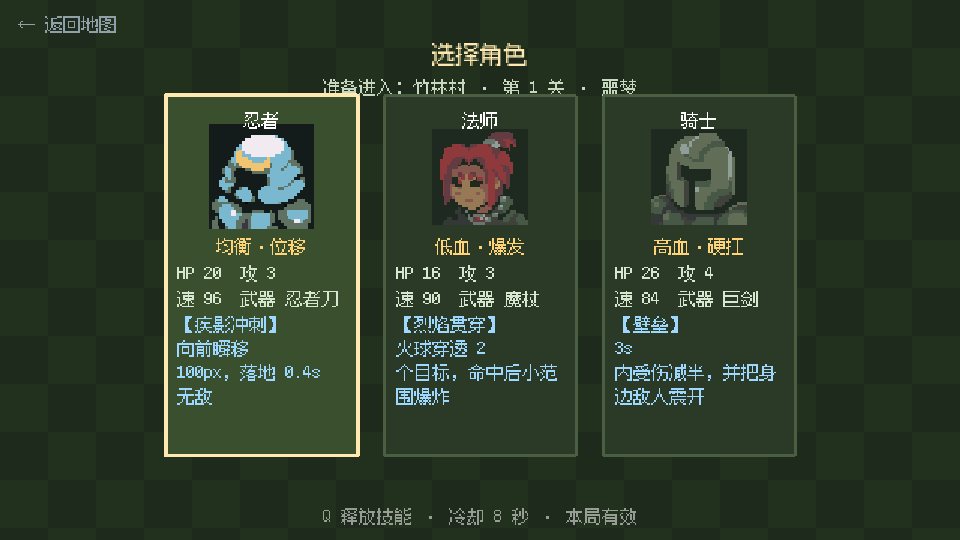 ← 返回地图
选择角色
准备进入: 竹林村 · 第 1 关 · 噩梦
忍者
均衡·位移
HP 20 攻 3
速 96 武器 忍者刀
【疾影冲刺】
向前瞬移
100px, 落地 0.4s
无敌
法师
低血·爆发
HP 16 攻 3
速 90 武器 魔杖
【烈焰贯穿】
火球穿透 2
个目标, 命中后小范
围爆炸
骑士
高血·硬扛
HP 26 攻 4
速 84 武器 巨剑
【壁垒】
3s
内受伤减半, 并把身
边敌人震开
Q 释放技能 · 冷却 8 秒 · 本局有效